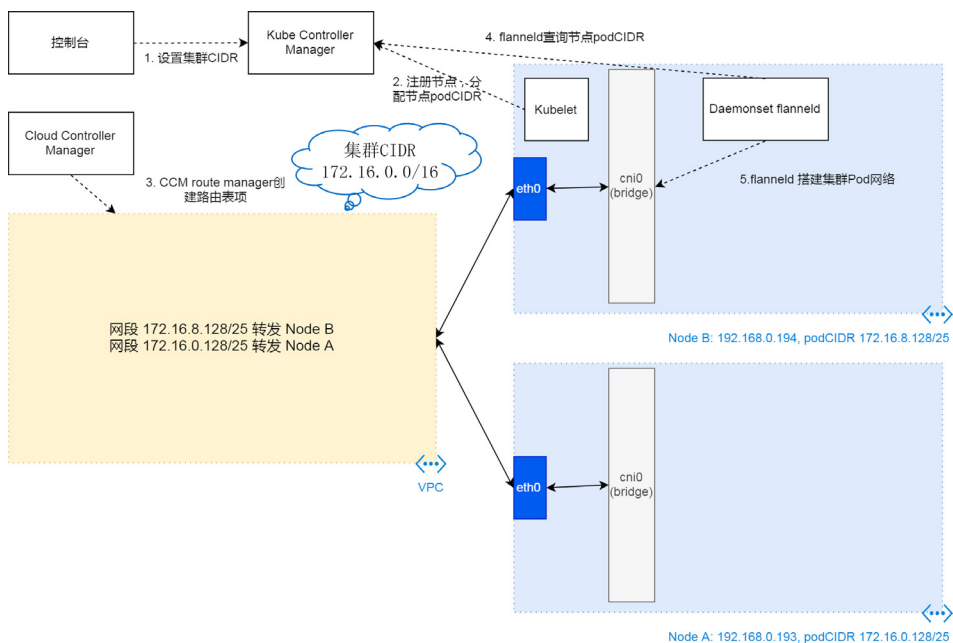 控制台
Kube Controller
Manager
4. flanneld查询节点podCIDR
1. 设置集群CIDR
2. 注册节点，分
配节点podCIDR
Kubelet
Daemonset flanneld
Cloud Controller
Manager
集群CIDR
172.16.0.0/16
3. CCM route manager创
建路由表项
eth0
cni0
(bridge)
5.flanneld 搭建集群Pod网络
网段 172.16.8.128/25 转发 Node B
网段 172.16.0.128/25 转发 Node A
Node B: 192.168.0.194, podCIDR 172.16.8.128/25
VPC
eth0
cni0
(bridge)
Node A: 192.168.0.193, podCIDR 172.16.0.128/25